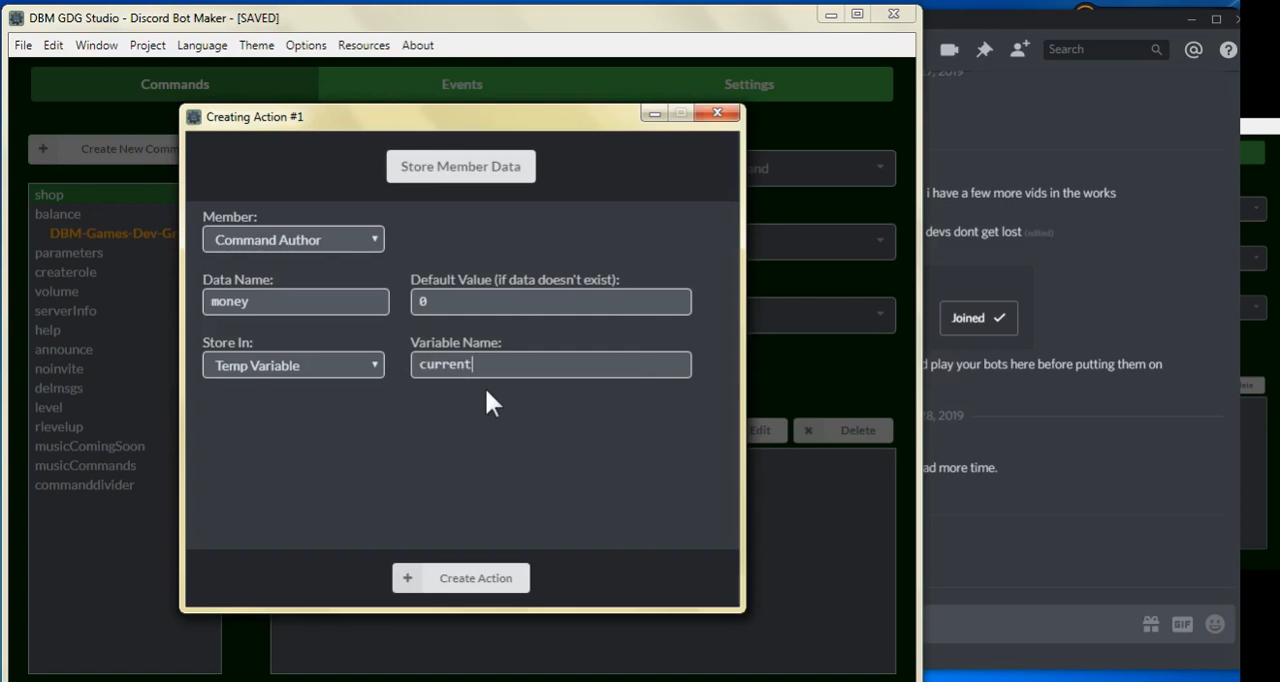 DBM GDG Studio - Discord Bot Maker - [SAVED]
File Edit Window Project Language Theme Options Resources About
Commands Events Settings
Creating Action #1
Create New Comm
Store Member Data
shop
balance
DBM-Games-Dev-Gr
parameters
createrole
volume
serverInfo
help
announce
noinvite
delmsgs
level
rlevelup
musicComingSoon
musicCommands
commanddivider
Member:
Command Author
Data Name:
Default Value (if data doesn't exist):
money
0
Store In:
Variable Name:
Temp Variable
current
Create Action
and
Edit
Delete
Search
7, 2019
i have a few more vids in the works
devs dont get lost (edited)
Joined
d play your bots here before putting them on
28, 2019
ad more time.
GIF